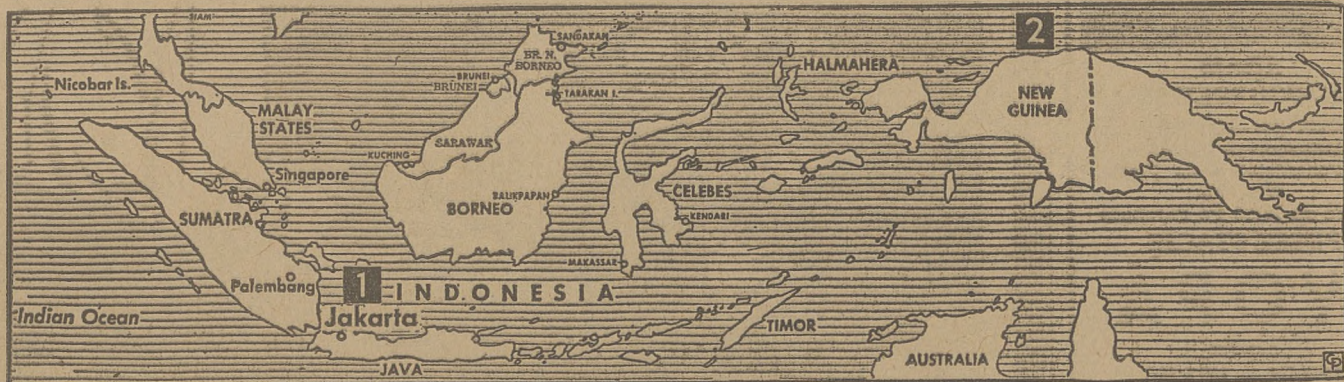 SIAM
2
SANDAKAN
BR. N.
BORNEO
HALMAHERA
Nicobar Is.
BRUNEI
BRUNEI
TARAKAN I.
NEW
GUINEA
MALAY
STATES
SARAWAK
KUCHING
Singapore
BALIKPAPAN
CELEBES
SUMATRA
BORNEO
KENDARI
MAKASSAR
Palembang
1
INDONESIA
Indian Ocean
Jakarta
TIMOR
AUSTRALIA
JAVA